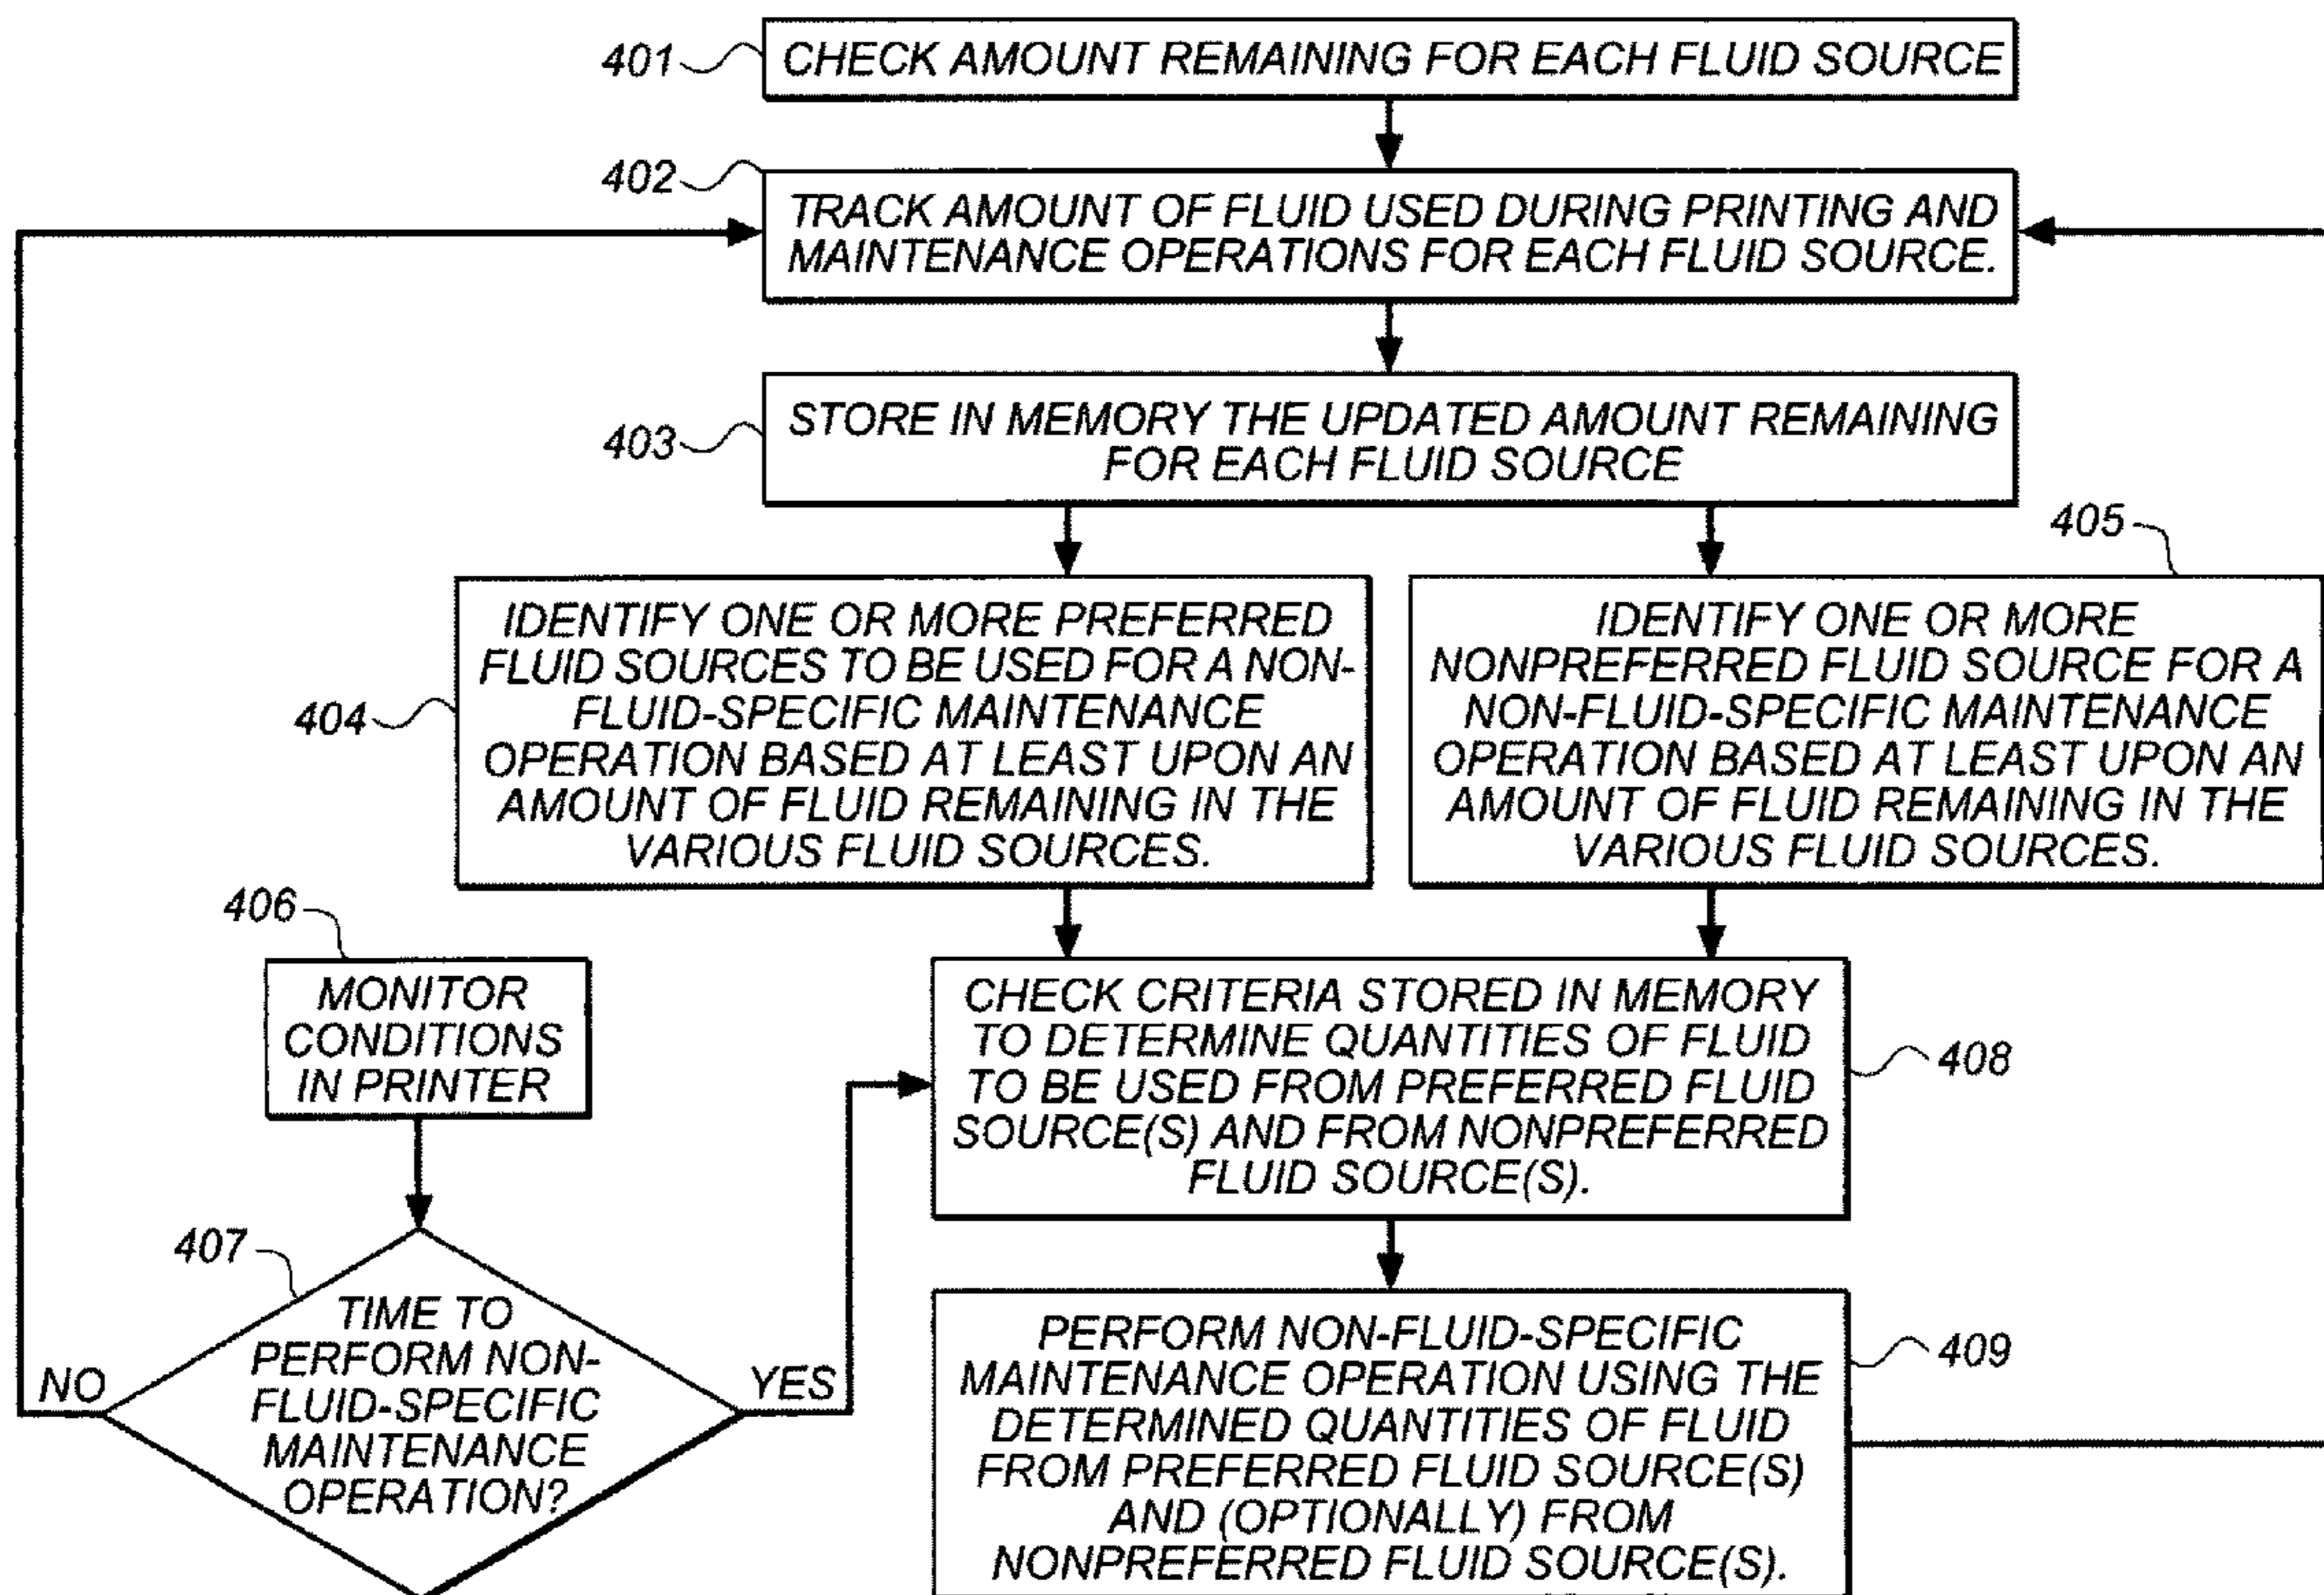 401
CHECK AMOUNT REMAINING FOR EACH FLUID SOURCE
402
TRACK AMOUNT OF FLUID USED DURING PRINTING AND
MAINTENANCE OPERATIONS FOR EACH FLUID SOURCE.
403
STORE IN MEMORY THE UPDATED AMOUNT REMAINING
FOR EACH FLUID SOURCE
404
IDENTIFY ONE OR MORE PREFERRED
FLUID SOURCES TO BE USED FOR A NON-
FLUID-SPECIFIC MAINTENANCE
OPERATION BASED AT LEAST UPON AN
AMOUNT OF FLUID REMAINING IN THE
VARIOUS FLUID SOURCES.
405
IDENTIFY ONE OR MORE
NONPREFERRED FLUID SOURCE FOR A
NON-FLUID-SPECIFIC MAINTENANCE
OPERATION BASED AT LEAST UPON AN
AMOUNT OF FLUID REMAINING IN THE
VARIOUS FLUID SOURCES.
406
MONITOR
CONDITIONS
IN PRINTER
407
TIME TO
PERFORM NON-
FLUID-SPECIFIC
MAINTENANCE
OPERATION?
NO
YES
408
CHECK CRITERIA STORED IN MEMORY
TO DETERMINE QUANTITIES OF FLUID
TO BE USED FROM PREFERRED FLUID
SOURCE(S) AND FROM NONPREFERRED
FLUID SOURCE(S).
409
PERFORM NON-FLUID-SPECIFIC
MAINTENANCE OPERATION USING THE
DETERMINED QUANTITIES OF FLUID
FROM PREFERRED FLUID SOURCE(S)
AND (OPTIONALLY) FROM
NONPREFERRED FLUID SOURCE(S).